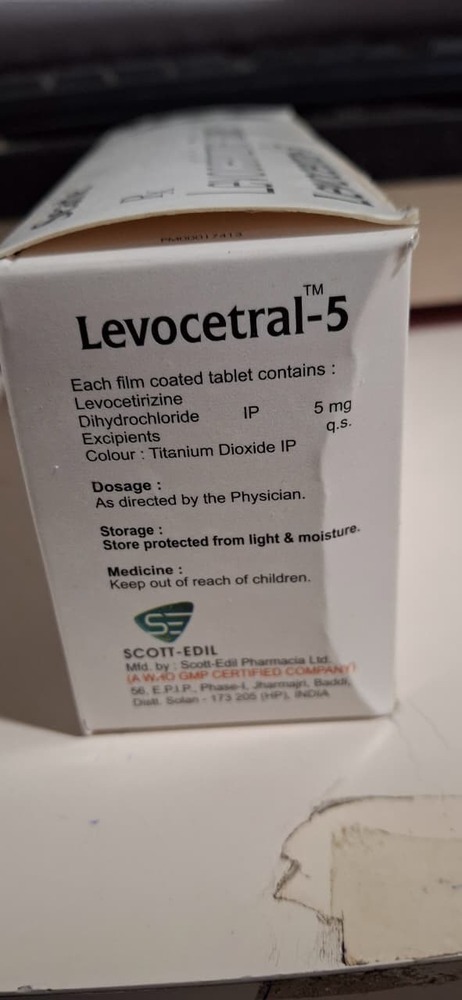 PM00017413
Levocetral-5™
Each film coated tablet contains :
Levocetirizine
Dihydrochloride IP 5 mg
Excipients q.s.
Colour : Titanium Dioxide IP
Dosage :
As directed by the Physician.
Storage :
Store protected from light & moisture.
Medicine :
Keep out of reach of children.
SE
SCOTT-EDIL
Mfd. by : Scott-Edil Pharmacia Ltd.
(A WHO GMP CERTIFIED COMPANY)
56, E.P.I.P., Phase-I, Jharmajri, Baddi,
Distt. Solan - 173 205 (HP), INDIA